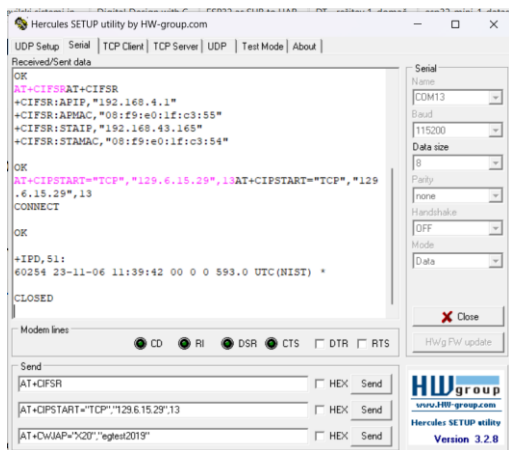 Hercules SETUP utility by HW-group.com
UDP Setup Serial TCP Client TCP Server UDP Test Mode About
Received/Sent data
OK
AT+CIFSRAT+CIFSR
+CIFSR:APIP,"192.168.4.1"
+CIFSR:APMAC,"08:f9:e0:1f:c3:55"
+CIFSR:STAIP,"192.168.43.165"
+CIFSR:STAMAC,"08:f9:e0:1f:c3:54"
OK
AT+CIPSTART="TCP","129.6.15.29",13AT+CIPSTART="TCP","129
.6.15.29",13
CONNECT
OK
+IPD,51:
60254 23-11-06 11:39:42 00 0 0 593.0 UTC(NIST) *
CLOSED
Serial
Name
COM13
Baud
115200
Data size
8
Parity
none
Handshake
OFF
Mode
Data
Close
HWg FW update
Modem lines
CD RI DSR CTS DTR RTS
Send
AT+CIFSR HEX Send
AT+CIPSTART="TCP","129.6.15.29",13 HEX Send
AT+CWJAP="X20","egtest2019" HEX Send
HW group
www.HW-group.com
Hercules SETUP utility
Version 3.2.8